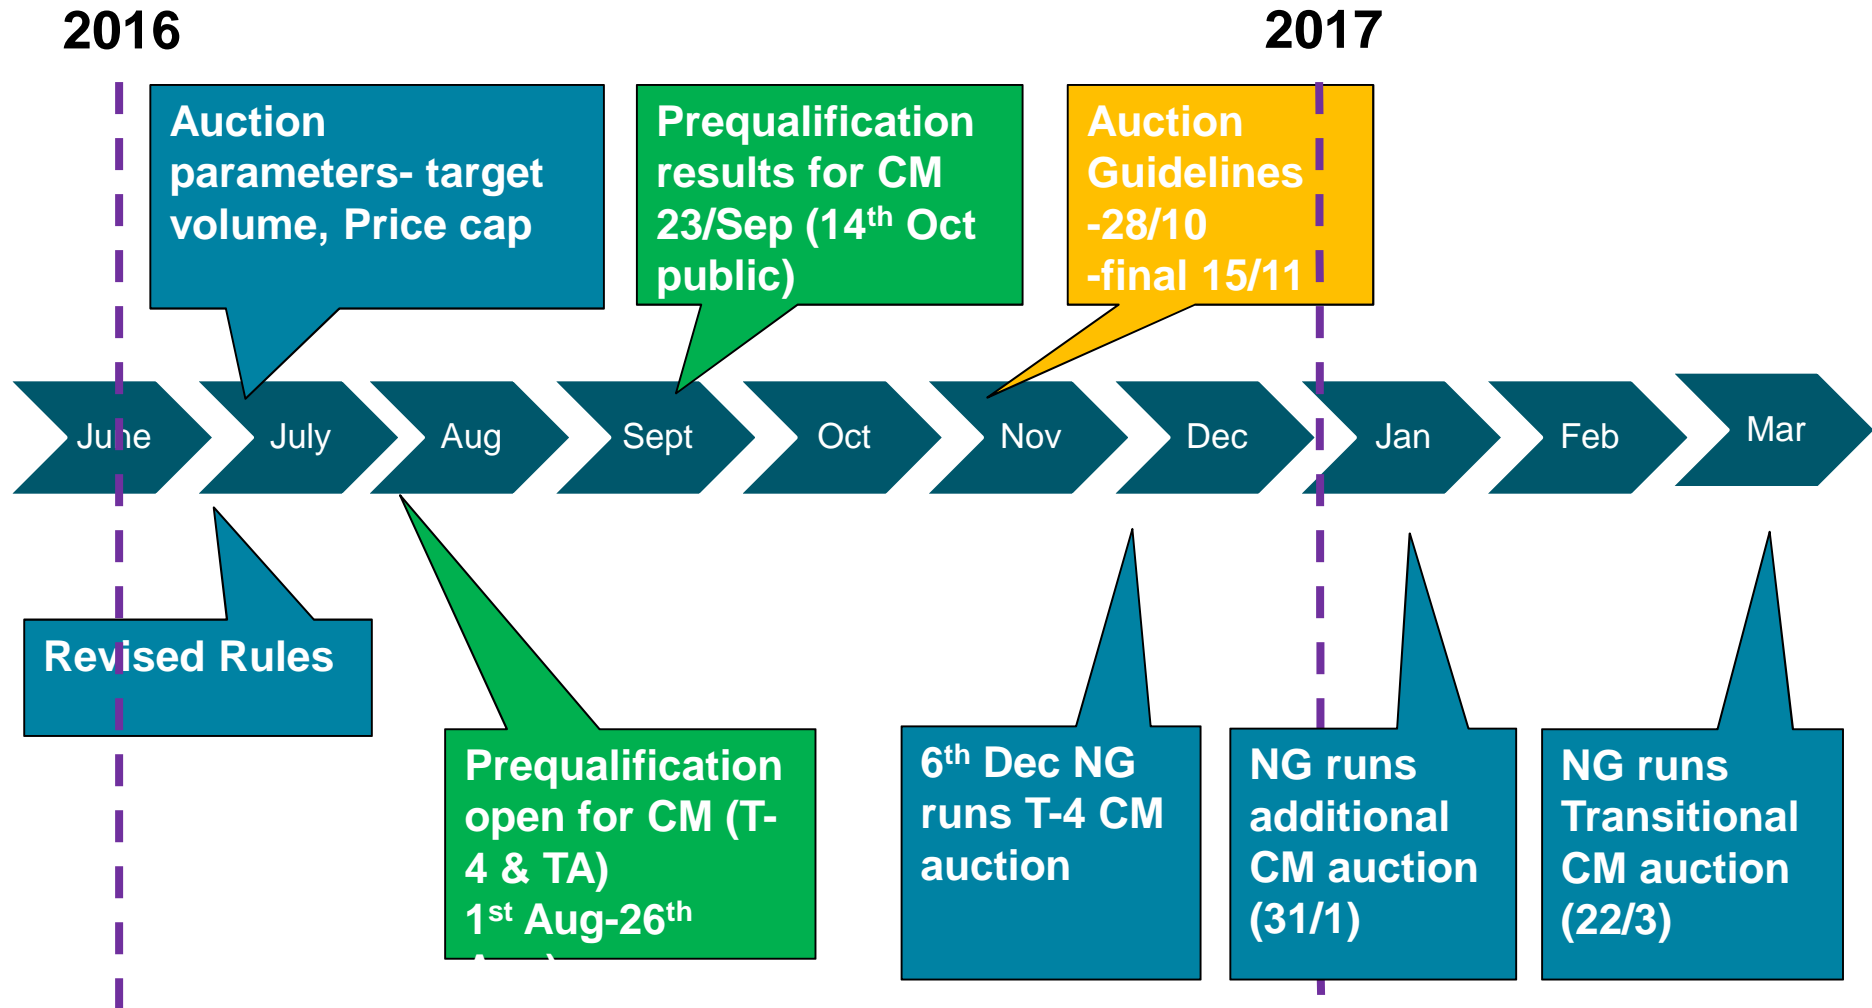 2016
2017
Auction
parameters- target
volume, Price cap
Prequalification
results for CM
23/Sep (14th Oct
public)
Auction
Guidelines
-28/10
-final 15/11
June
July
Aug
Sept
Oct
Nov
Dec
Jan
Feb
Mar
Revised Rules
Prequalification
open for CM (T-
4 & TA)
1st Aug-26th
6th Dec NG
runs T-4 CM
auction
NG runs
additional
CM auction
(31/1)
NG runs
Transitional
CM auction
(22/3)